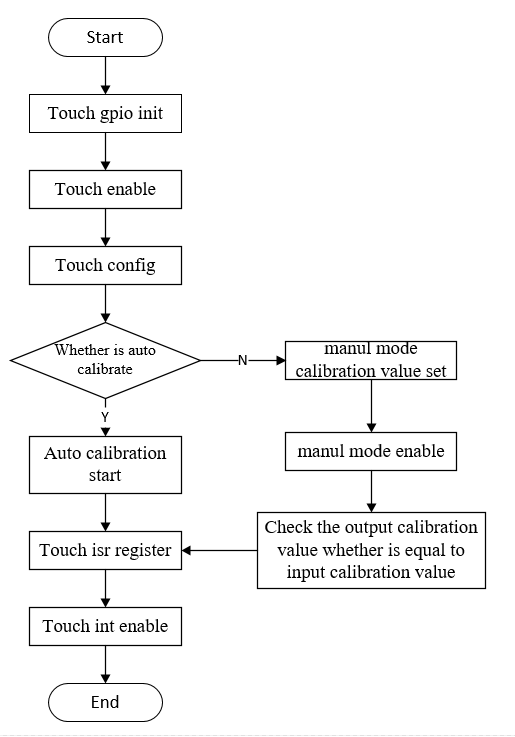 Start
Touch gpio init
Touch enable
Touch config
Whether is auto
calibrate
N
manul mode
calibration value set
Y
Auto calibration
start
manul mode enable
Check the output calibration
value whether is equal to
input calibration value
Touch isr register
Touch int enable
End